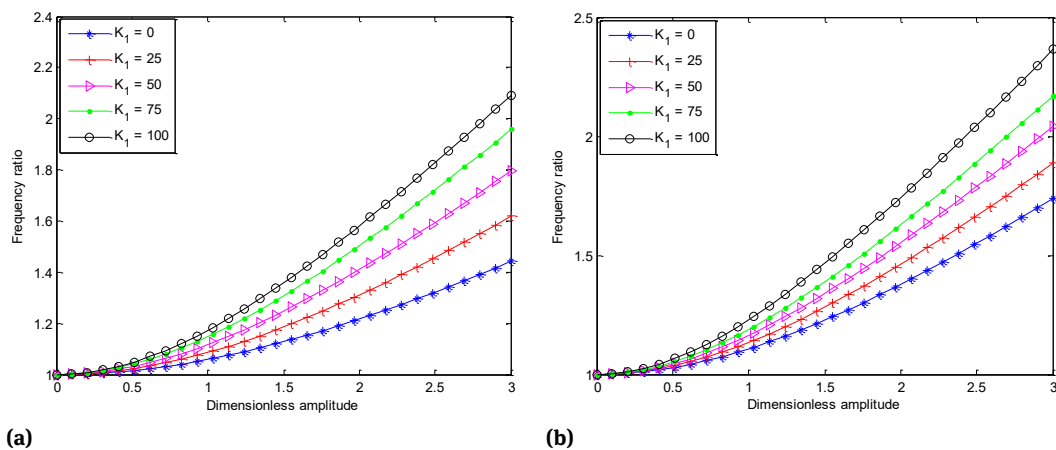 2.4
2.2
2
1.8
1.6
1.4
1.2
1
0 0.5 1 1.5 2 2.5 3
Frequency ratio
Dimensionless amplitude
K1 = 0
K1 = 25
K1 = 50
K1 = 75
K1 = 100
(a)
2.5
2
1.5
1
0 0.5 1 1.5 2 2.5 3
Frequency ratio
Dimensionless amplitude
K1 = 0
K1 = 25
K1 = 50
K1 = 75
K1 = 100
(b)